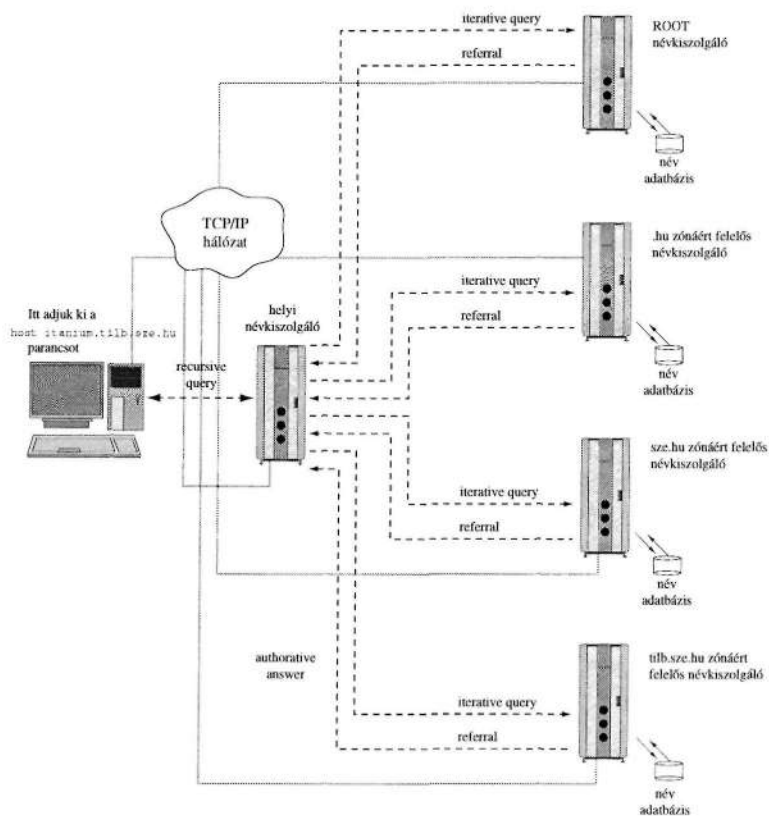 iterative query
referral
ROOT
névkiszolgáló
név
adatbázis
TCP/IP
hálózat
.hu zónáért felelős
névkiszolgáló
iterative query
referral
név
adatbázis
Itt adjuk ki a
host itanium.tilb.sze.hu
parancsot
helyi
névkiszolgáló
recursive
query
sze.hu zónáért felelős
névkiszolgáló
iterative query
referral
név
adatbázis
authorative
answer
tilb.sze.hu zónáért
felelős névkiszolgáló
iterative query
referral
név
adatbázis